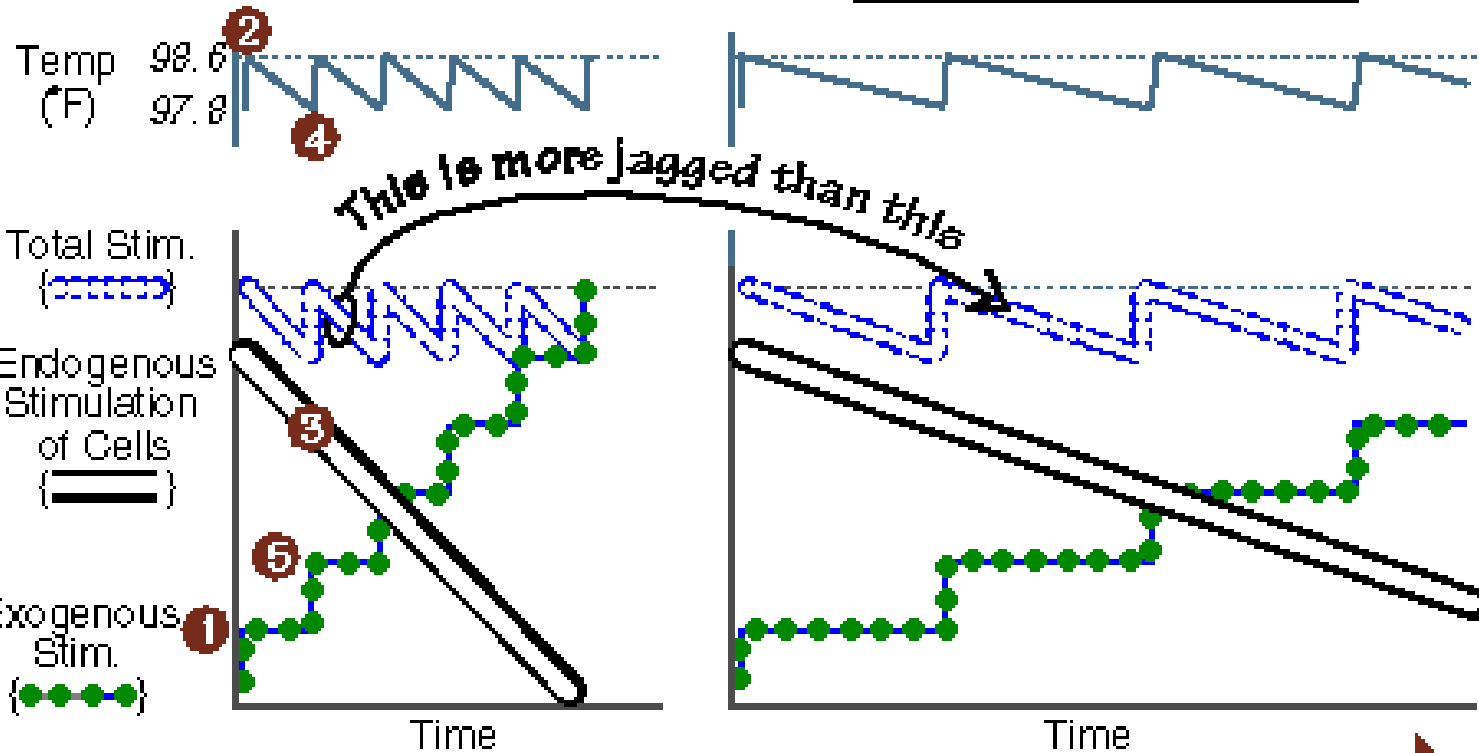 2
Temp 98.6
(°F) 97.8
4
This is more jagged than this
Total Stim.
{ }
Endogenous
Stimulation
of Cells
{ }
3
5
Exogenous
Stim.
1
{ }
Time
Time